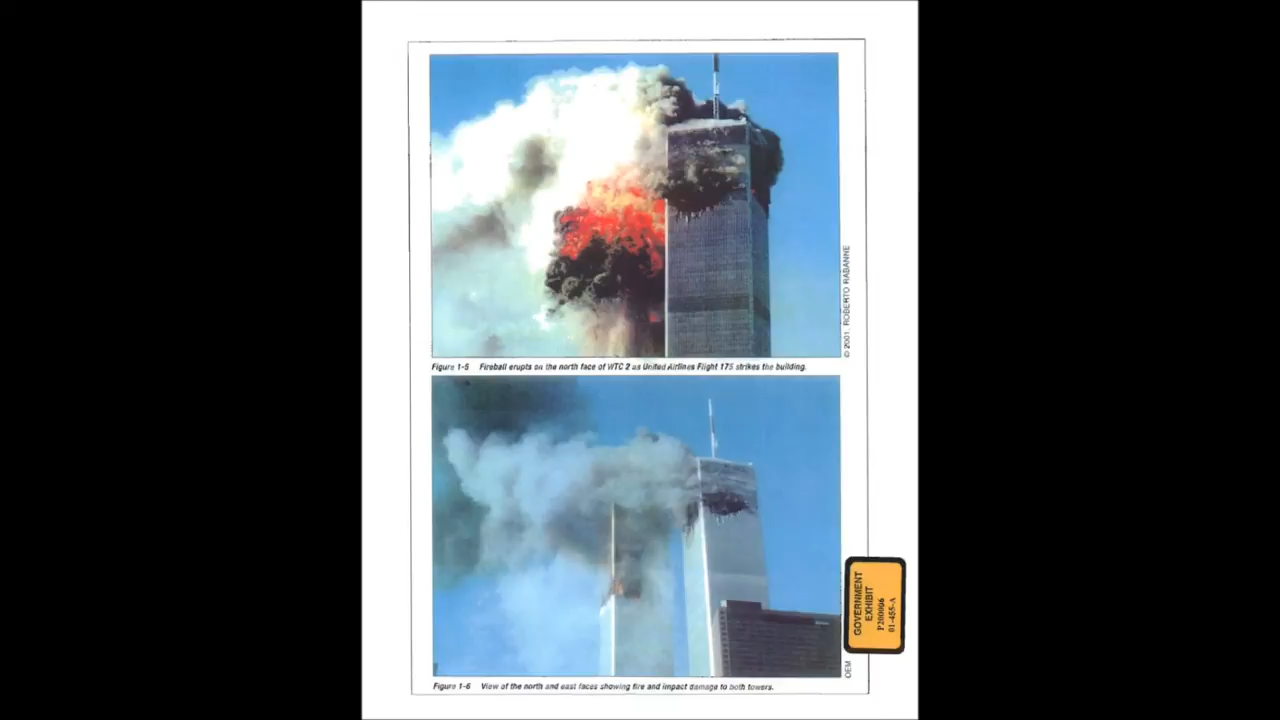 © 2001, ROBERTO RABANNE
Figure 1-5 Fireball erupts on the north face of WTC 2 as United Airlines Flight 175 strikes the building.
GOVERNMENT
EXHIBIT
P200006
01-455-A
OEM
Figure 1-6 View of the north and east faces showing fire and impact damage to both towers.